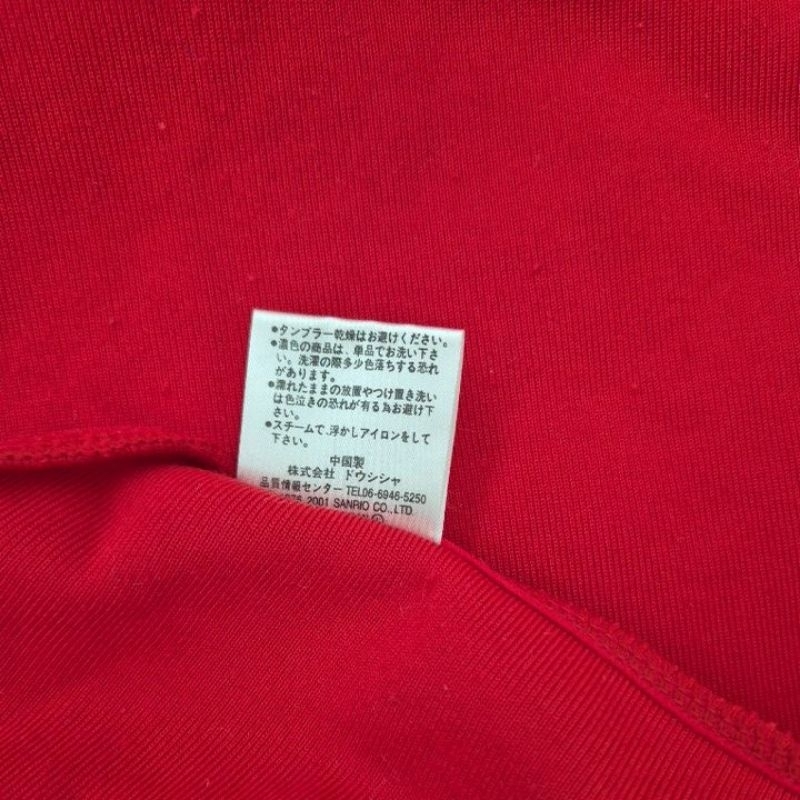 ●タンブラー乾燥はお避けください。
●濃色の商品は、単品でお洗い下さ
い。洗濯の際多少色落ちする恐れ
があります。
●濡れたままの放置やつけ置き洗い
は色泣きの恐れが有る為お避け下
さい。
●スチームで、浮かしアイロンをして
下さい。
中国製
株式会社 ドウシシャ
品質情報センター TEL06-6946-5250
2001 SANRIO CO.,LTD